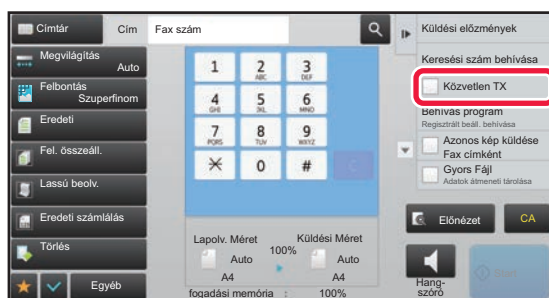 Címtár
Cím
Fax szám
Küldési előzmények
Megvilágítás
Auto
Keresési szám behívása
Felbontás
Szuperfinom
Közvetlen TX
Eredeti
Behívás program
Regisztrált beáll. behívása
Fel. összeáll.
Azonos kép küldése
Fax címként
Lassú beolv.
Gyors Fájl
Adatok átmeneti tárolása
Eredeti számlálás
Előnézet
CA
Törlés
Egyéb
1
2
ABC
3
DEF
4
GHI
5
JKL
6
MNO
7
PQRS
8
TUV
9
WXYZ
0
#
C
Lapolv. Méret
Küldési Méret
100%
Auto
Auto
A4
A4
fogadási memória : 100%
Hang-
szóró
Start